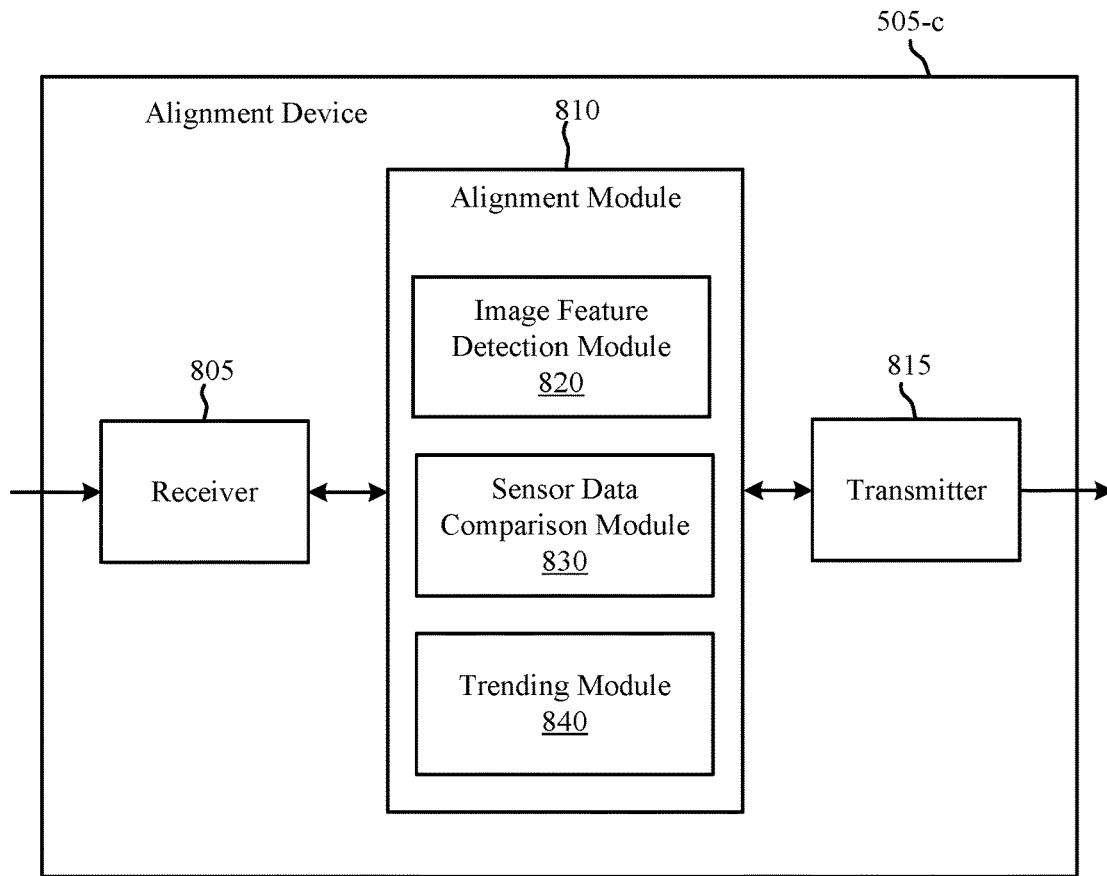 505-c
Alignment Device
810
Alignment Module
Image Feature
Detection Module
820
805
Receiver
Sensor Data
Comparison Module
830
815
Transmitter
Trending Module
840